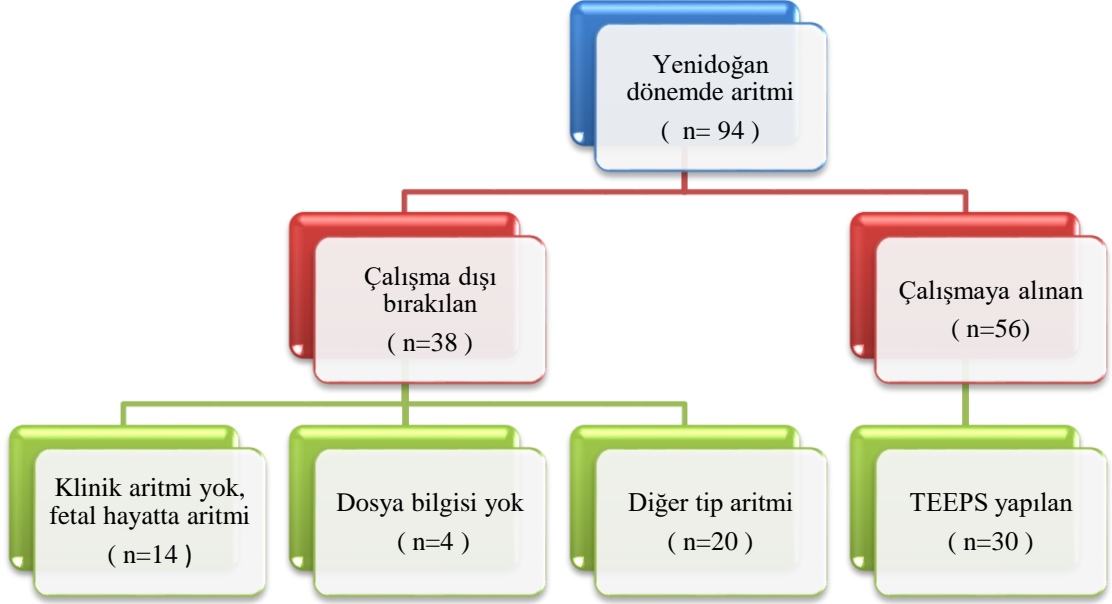 Yenidoğan
dönemde aritmi
( n= 94 )
Çalışma dışı
bırakılan
( n=38 )
Çalışmaya alınan
( n=56)
Klinik aritmi yok,
fetal hayatta aritmi
( n=14 )
Dosya bilgisi yok
( n=4 )
Diğer tip aritmi
( n=20 )
TEEPS yapılan
( n=30 )